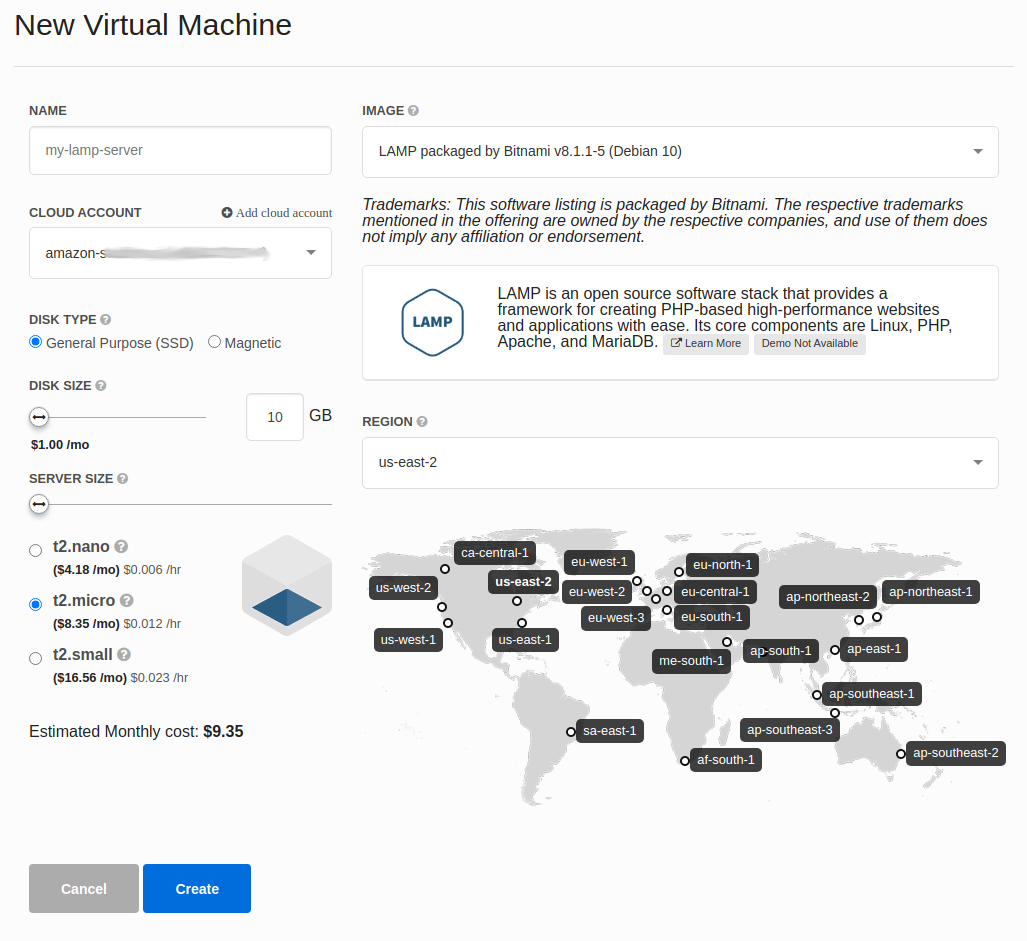 New Virtual Machine
NAME
my-lamp-server
CLOUD ACCOUNT
Add cloud account
DISK TYPE
General Purpose (SSD) Magnetic
DISK SIZE
10 GB
$1.00 /mo
SERVER SIZE
t2.nano
($4.18 /mo) $0.006 /hr
t2.micro
($8.35 /mo) $0.012 /hr
t2.small
($16.56 /mo) $0.023 /hr
Estimated Monthly cost: $9.35
IMAGE
LAMP packaged by Bitnami v8.1.1-5 (Debian 10)
Trademarks: This software listing is packaged by Bitnami. The respective trademarks
mentioned in the offering are owned by the respective companies, and use of them does
not imply any affiliation or endorsement.
LAMP
LAMP is an open source software stack that provides a
framework for creating PHP-based high-performance websites
and applications with ease. Its core components are Linux, PHP,
Apache, and MariaDB. Learn More Demo Not Available
REGION
us-east-2
ca-central-1
eu-west-1
eu-north-1
us-west-2
us-east-2
eu-west-2
eu-central-1
ap-northeast-2
ap-northeast-1
eu-west-3
eu-south-1
us-west-1
us-east-1
me-south-1
ap-south-1
ap-east-1
ap-southeast-1
sa-east-1
ap-southeast-3
af-south-1
ap-southeast-2
Cancel Create